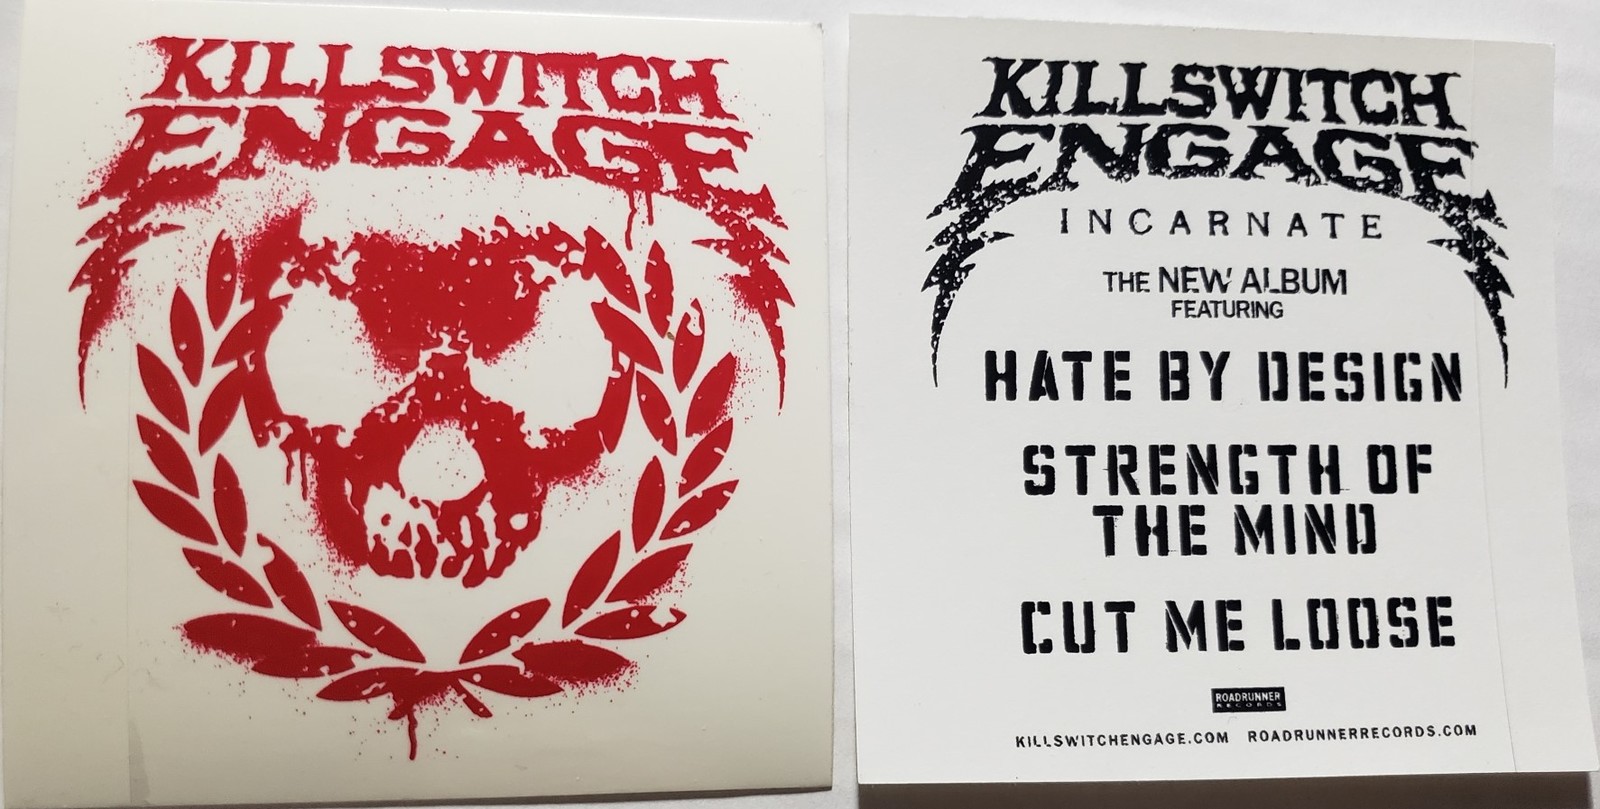 KILLSWITCH
ENGAGE
KILLSWITCH
ENGAGE
INCARNATE
THE NEW ALBUM
FEATURING
HATE BY DESIGN
STRENGTH OF
THE MIND
CUT ME LOOSE
ROADRUNNER
RECORDS
KILLSWITCHENGAGE.COM ROADRUNNERRECORDS.COM